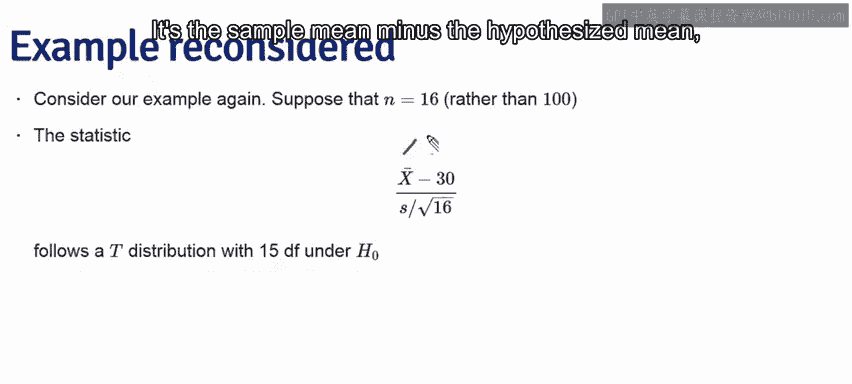 It's the sample mean minus the hypothesized mean,
Example reconsidered
· Consider our example again. Suppose that n = 16 (rather than 100)
· The statistic
X̄ − 30
s/√16
follows a T distribution with 15 df under H₀